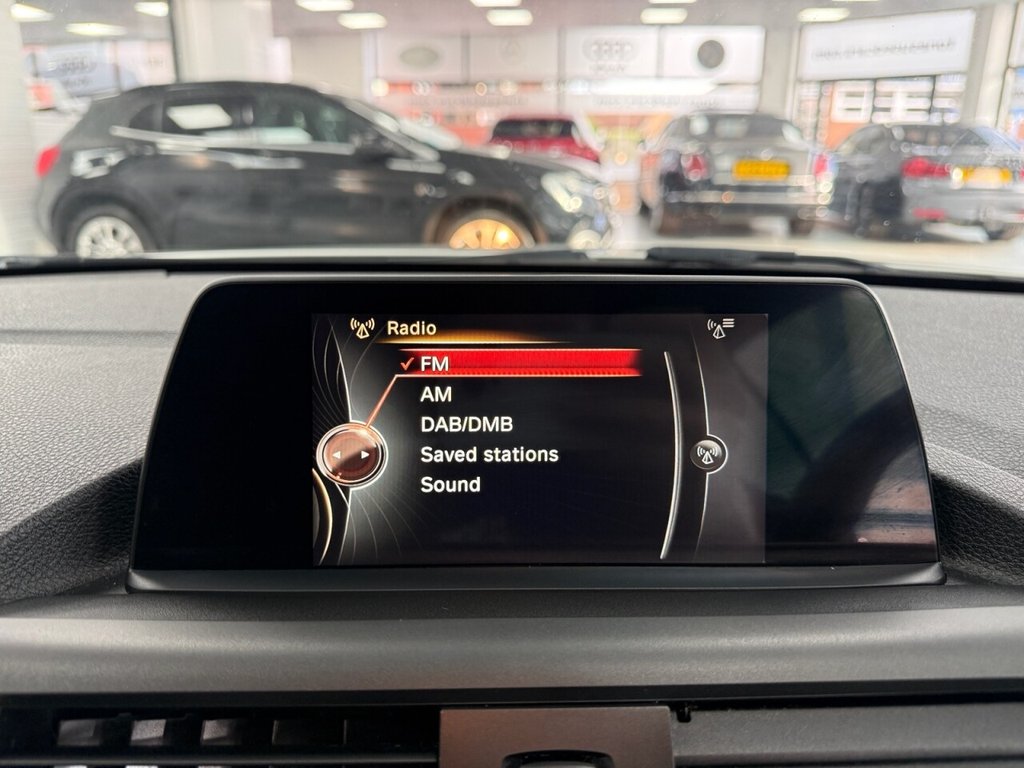 Radio
FM
AM
DAB/DMB
Saved stations
Sound